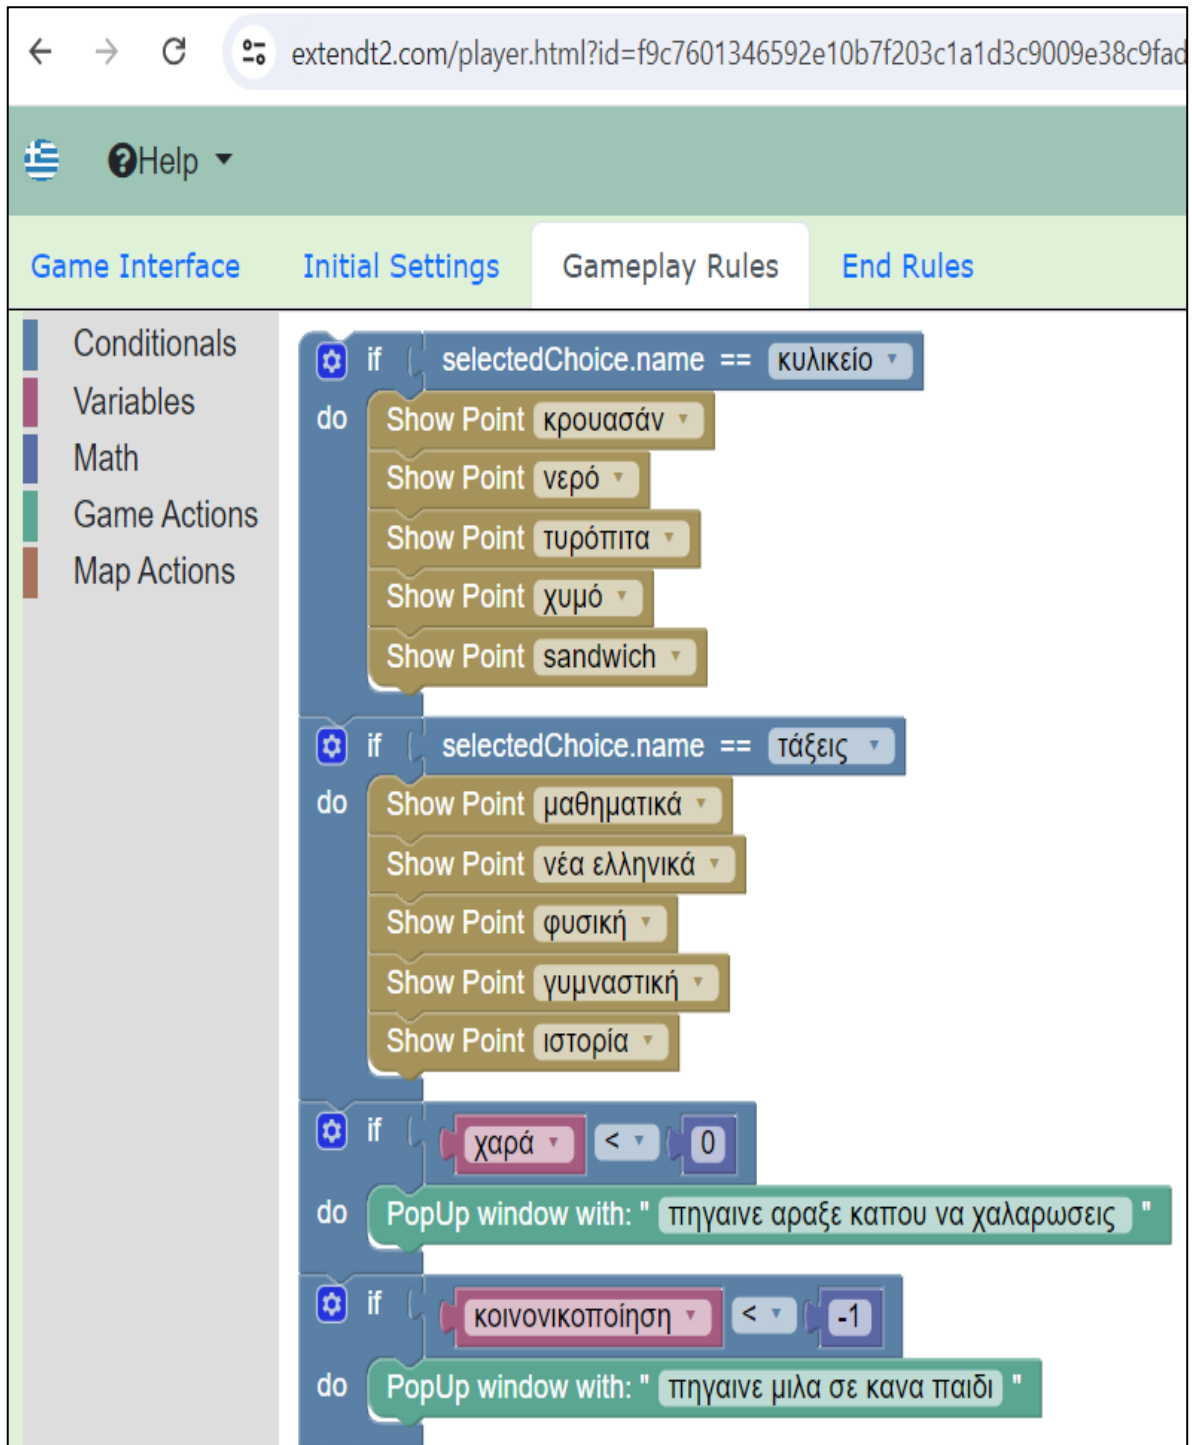 extendt2.com/player.html?id=f9c7601346592e10b7f203c1a1d3c9009e38c9fad
Help
Game Interface Initial Settings Gameplay Rules End Rules
Conditionals
Variables
Math
Game Actions
Map Actions
if selectedChoice.name == κυλικείο
do Show Point κρουασάν
Show Point νερό
Show Point τυρόπιτα
Show Point χυμό
Show Point sandwich
if selectedChoice.name == τάξεις
do Show Point μαθηματικά
Show Point νέα ελληνικά
Show Point φυσική
Show Point γυμναστική
Show Point ιστορία
if χαρά < 0
do PopUp window with: " πηγαινε αραξε καπου να χαλαρωσεις "
if κοινονικοποίηση < -1
do PopUp window with: " πηγαινε μιλα σε κανα παιδι "